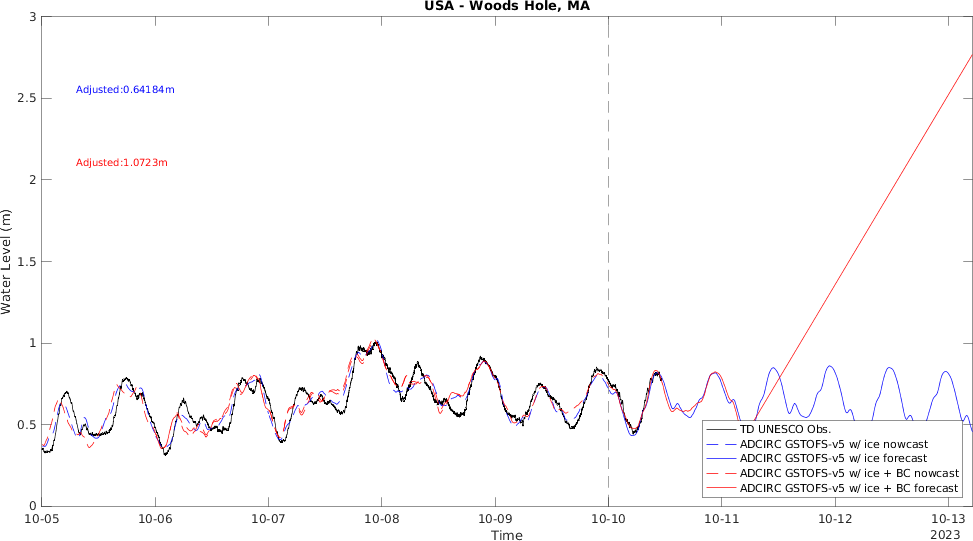 USA - Woods Hole, MA
3
2.5
2
1.5
1
0.5
0
Water Level (m)
Adjusted:0.64184m
Adjusted:1.0723m
TD UNESCO Obs.
ADCIRC GSTOFS-v5 w/ ice nowcast
ADCIRC GSTOFS-v5 w/ ice forecast
ADCIRC GSTOFS-v5 w/ ice + BC nowcast
ADCIRC GSTOFS-v5 w/ ice + BC forecast
10-05 10-06 10-07 10-08 10-09 10-10 10-11 10-12 10-13
2023
Time